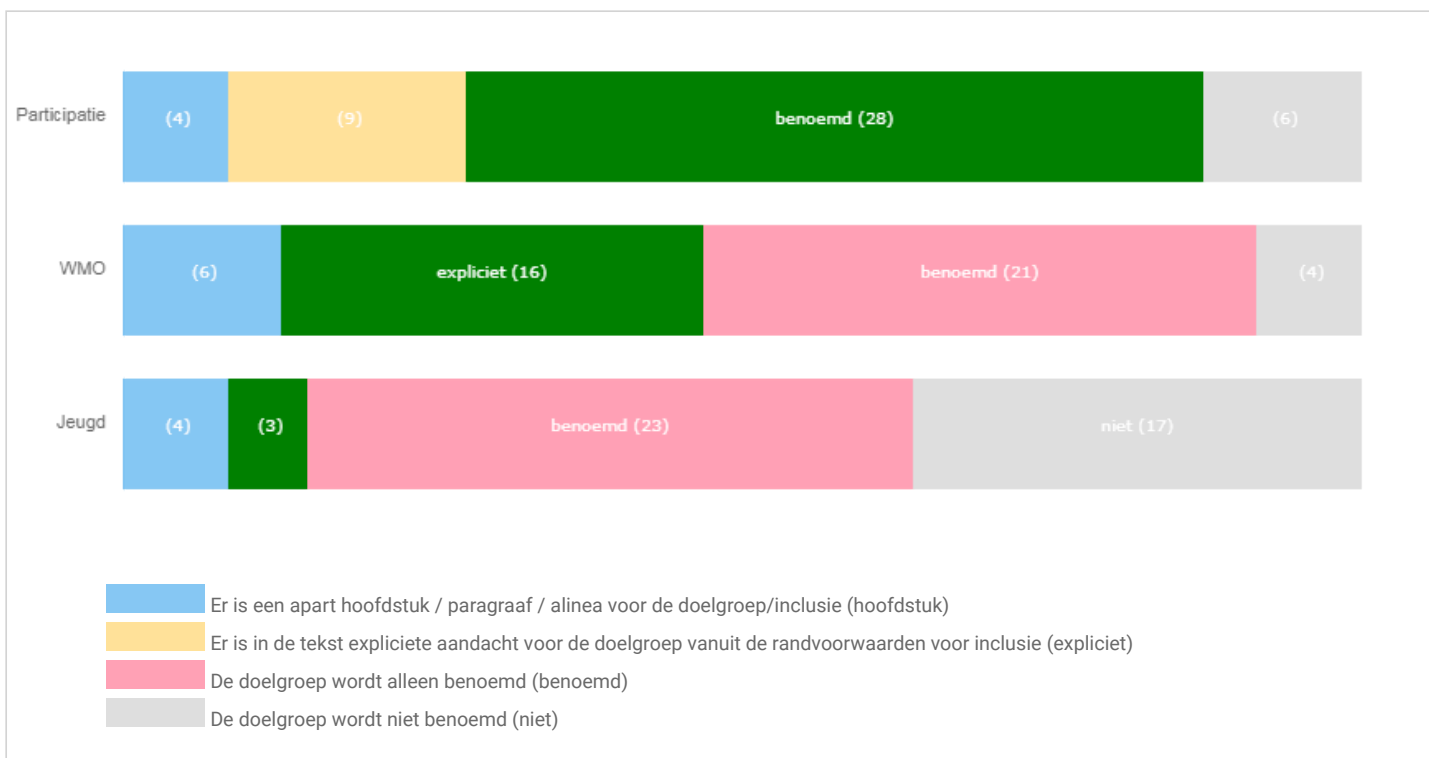 Participatie (4) (9) benoemd (28) (6)
WMO (6) expliciet (16) benoemd (21) (4)
Jeugd (4) (3) benoemd (23) niet (17)
Er is een apart hoofdstuk / paragraaf / alinea voor de doelgroep/inclusie (hoofdstuk)
Er is in de tekst expliciete aandacht voor de doelgroep vanuit de randvoorwaarden voor inclusie (expliciet)
De doelgroep wordt alleen benoemd (benoemd)
De doelgroep wordt niet benoemd (niet)